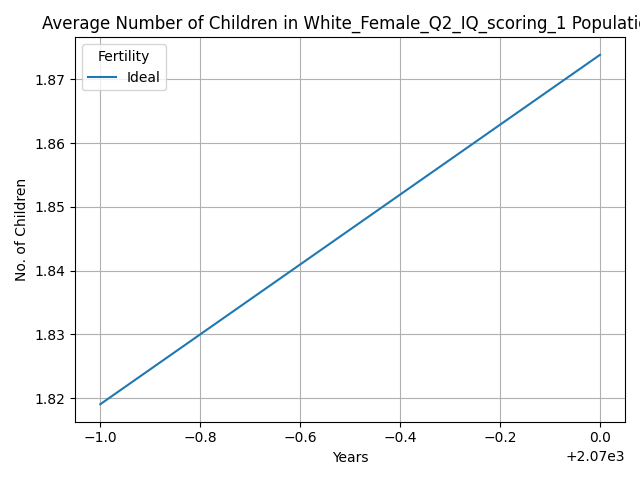 Average Number of Children in White_Female_Q2_IQ_scoring_1 Populatio
Fertility
Ideal
1.87
1.86
1.85
1.84
1.83
1.82
No. of Children
−1.0 −0.8 −0.6 −0.4 −0.2 0.0
Years
+2.07e3